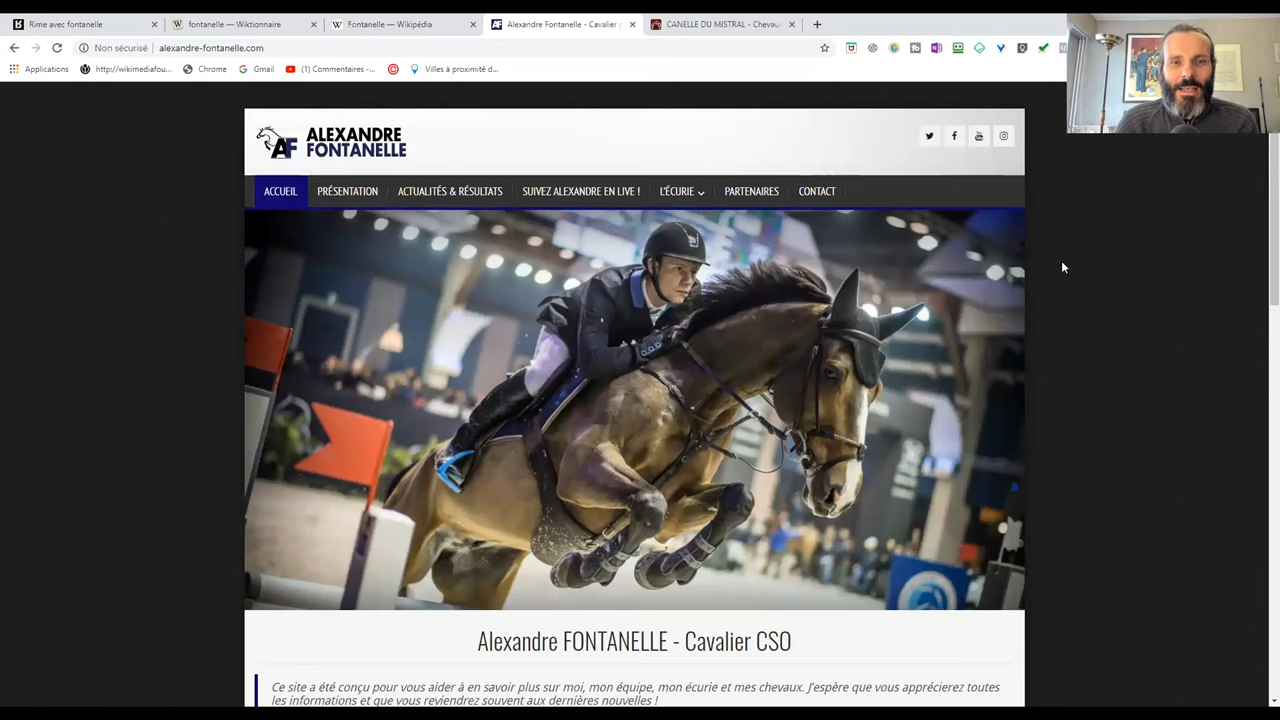 Rime avec fontanelle
fontanelle — Wiktionnaire
Fontanelle — Wikipédia
Alexandre Fontanelle - Cavalier p
CANELLE DU MISTRAL - Chevau
Non sécurisé
alexandre-fontanelle.com
Applications
http://wikimediafou...
Chrome
Gmail
(1) Commentaires -...
Villes à proximité d...
AF
ALEXANDRE
FONTANELLE
ACCUEIL
PRÉSENTATION
ACTUALITÉS & RÉSULTATS
SUIVEZ ALEXANDRE EN LIVE !
L'ÉCURIE
PARTENAIRES
CONTACT
Alexandre FONTANELLE - Cavalier CSO
Ce site a été conçu pour vous aider à en savoir plus sur moi, mon équipe, mon écurie et mes chevaux. J'espère que vous apprécierez toutes
les informations et que vous reviendrez souvent aux dernières nouvelles !